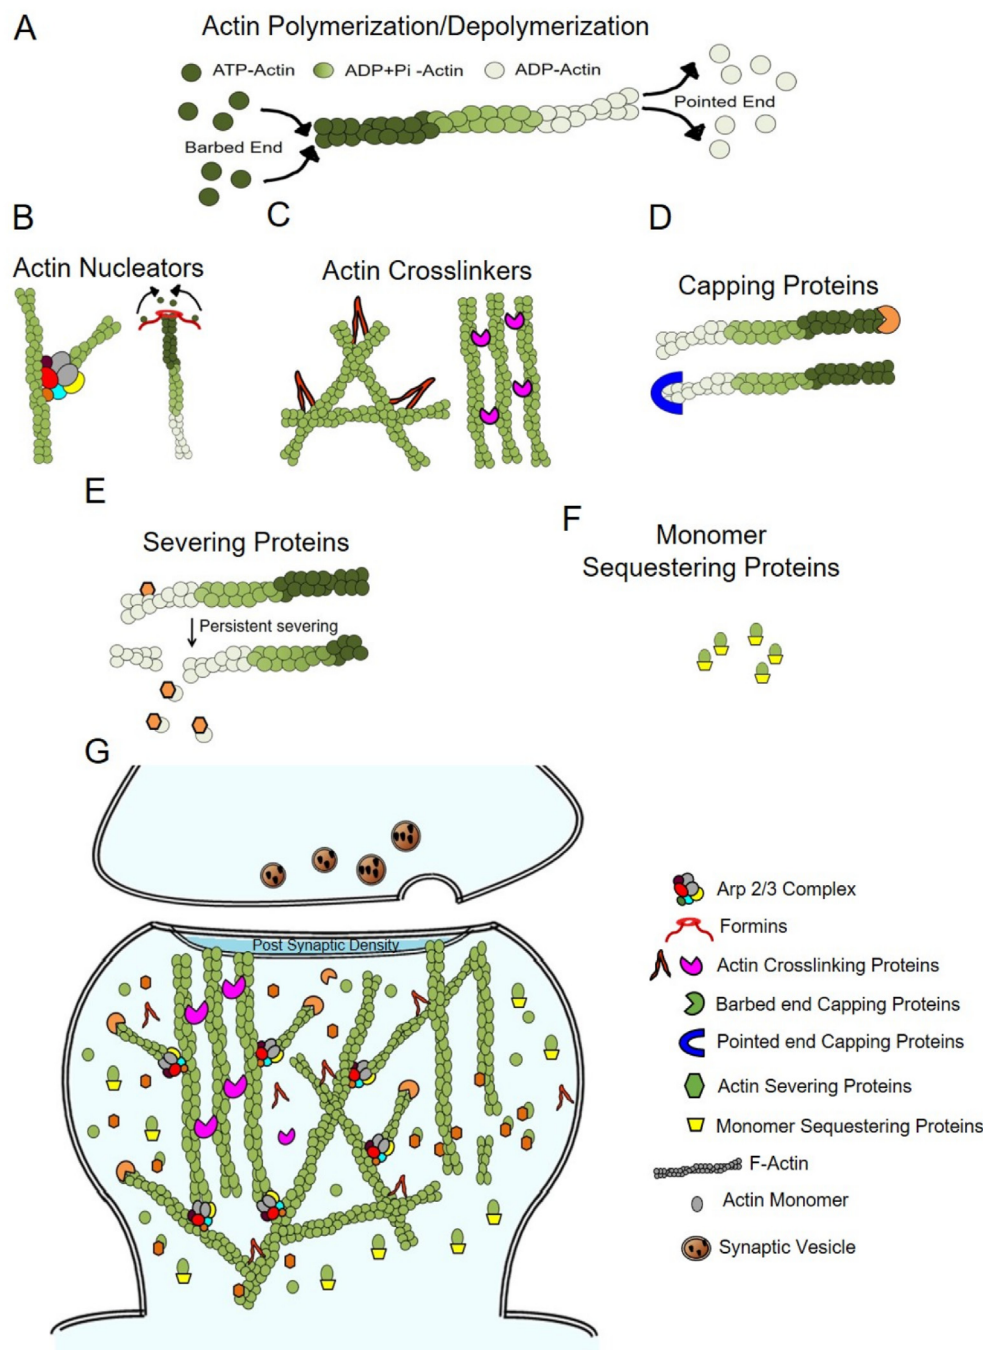 A
Actin Polymerization/Depolymerization
ATP-Actin
ADP+Pi -Actin
ADP-Actin
Pointed End
Barbed End
B
C
D
Actin Nucleators
Actin Crosslinkers
Capping Proteins
E
F
Severing Proteins
Monomer
Sequestering Proteins
Persistent severing
G
Post Synaptic Density
Arp 2/3 Complex
Formins
Actin Crosslinking Proteins
Barbed end Capping Proteins
Pointed end Capping Proteins
Actin Severing Proteins
Monomer Sequestering Proteins
F-Actin
Actin Monomer
Synaptic Vesicle